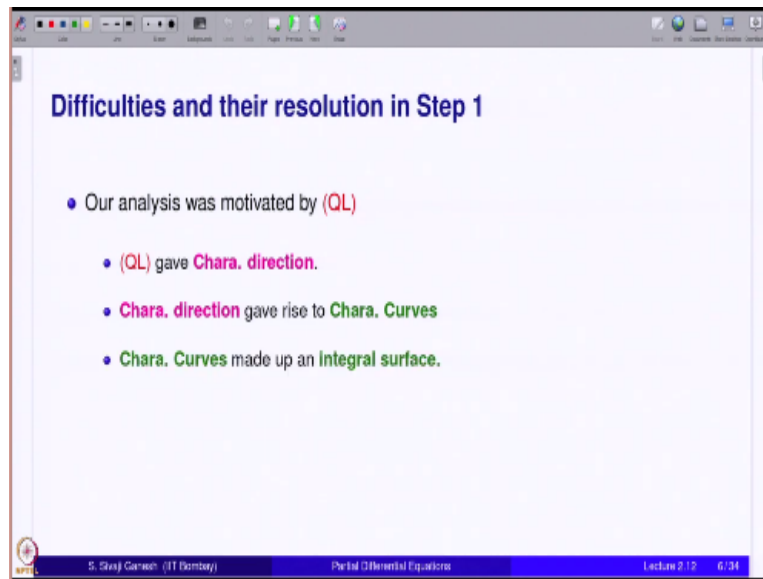 Difficulties and their resolution in Step 1
Our analysis was motivated by (QL)
(QL) gave Chara. direction.
Chara. direction gave rise to Chara. Curves
Chara. Curves made up an integral surface.
S. Sivaji Ganesh (IIT Bombay) Partial Differential Equations Lecture 2.12 6/34